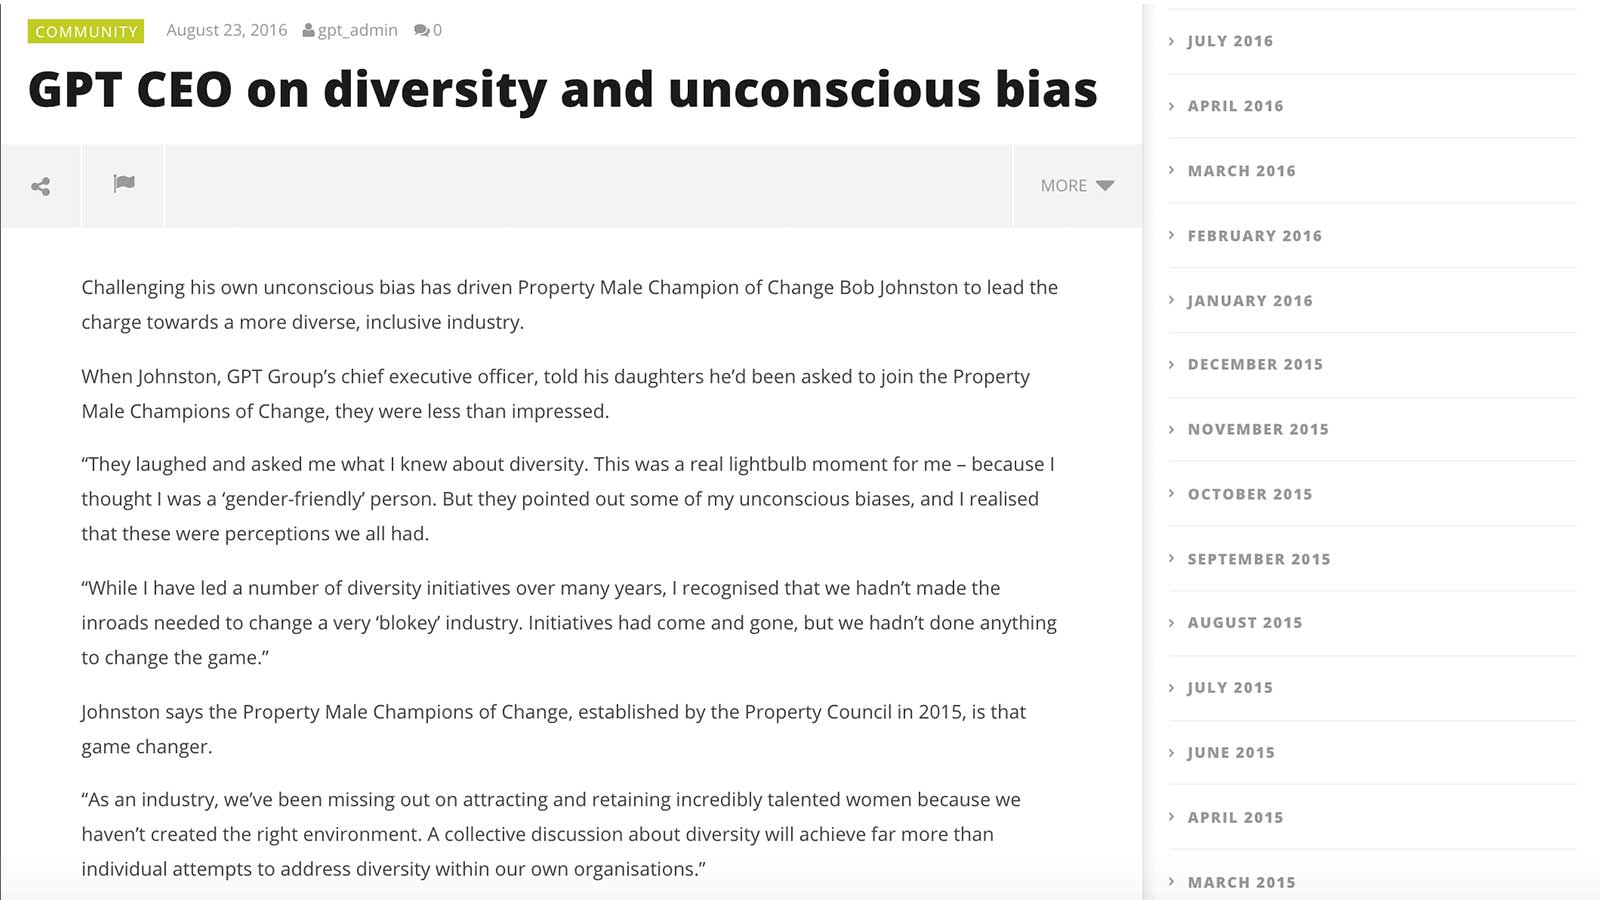 COMMUNITY August 23, 2016 gpt_admin 0
GPT CEO on diversity and unconscious bias
MORE
Challenging his own unconscious bias has driven Property Male Champion of Change Bob Johnston to lead the
charge towards a more diverse, inclusive industry.
When Johnston, GPT Group’s chief executive officer, told his daughters he’d been asked to join the Property
Male Champions of Change, they were less than impressed.
“They laughed and asked me what I knew about diversity. This was a real lightbulb moment for me – because I
thought I was a ‘gender-friendly’ person. But they pointed out some of my unconscious biases, and I realised
that these were perceptions we all had.
“While I have led a number of diversity initiatives over many years, I recognised that we hadn’t made the
inroads needed to change a very ‘blokey’ industry. Initiatives had come and gone, but we hadn’t done anything
to change the game.”
Johnston says the Property Male Champions of Change, established by the Property Council in 2015, is that
game changer.
“As an industry, we’ve been missing out on attracting and retaining incredibly talented women because we
haven’t created the right environment. A collective discussion about diversity will achieve far more than
individual attempts to address diversity within our own organisations.”
JULY 2016
APRIL 2016
MARCH 2016
FEBRUARY 2016
JANUARY 2016
DECEMBER 2015
NOVEMBER 2015
OCTOBER 2015
SEPTEMBER 2015
AUGUST 2015
JULY 2015
JUNE 2015
APRIL 2015
MARCH 2015